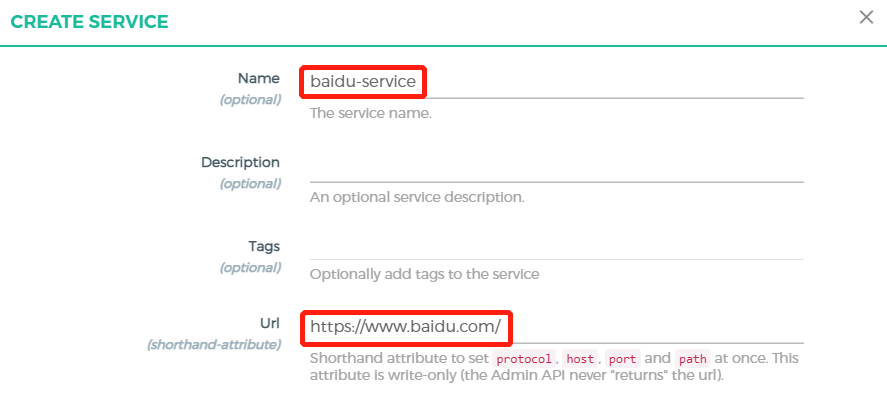 CREATE SERVICE
Name
(optional)
baidu-service
The service name.
Description
(optional)
An optional service description.
Tags
(optional)
Optionally add tags to the service
Url
(shorthand-attribute)
https://www.baidu.com/
Shorthand attribute to set protocol, host, port and path at once. This
attribute is write-only (the Admin API never "returns" the url).